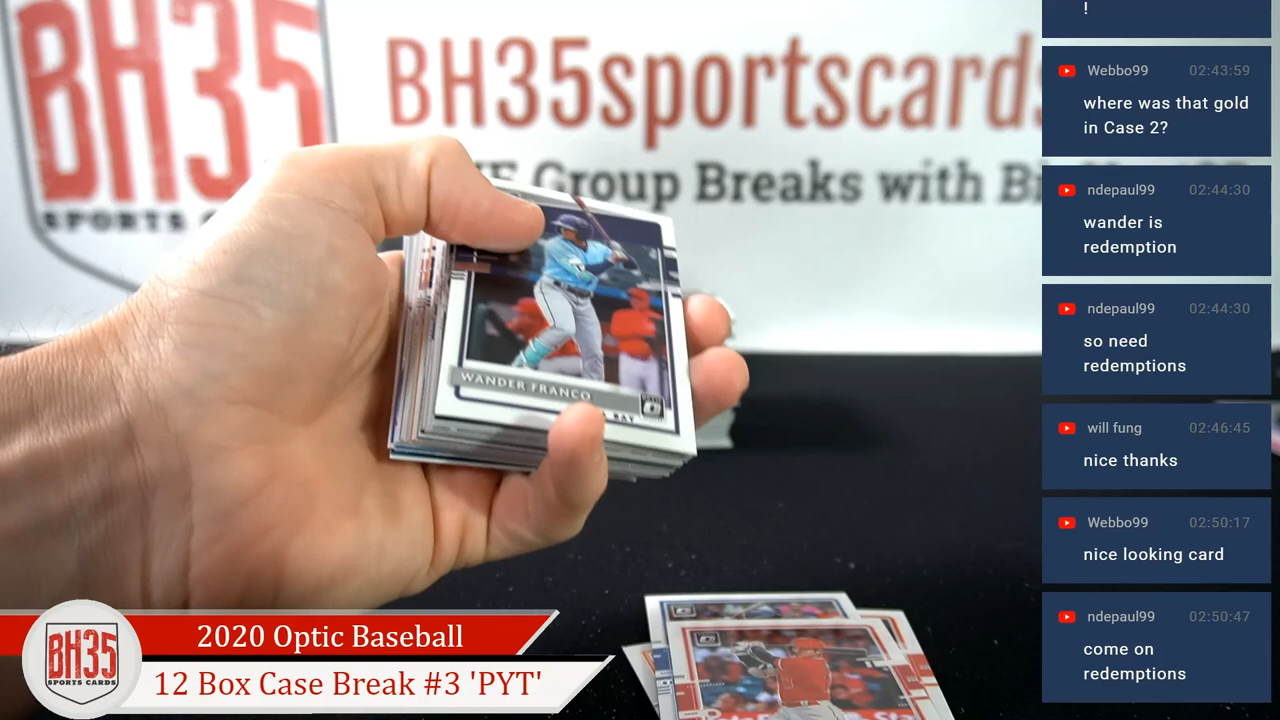 BH35
SPORTS CARDS
BH35sportscards
Group Breaks with
WANDER FRANCO
RAY
!
Webbo99 02:43:59
where was that gold
in Case 2?
ndepaul99 02:44:30
wander is
redemption
ndepaul99 02:44:30
so need
redemptions
will fung 02:46:45
nice thanks
Webbo99 02:50:17
nice looking card
ndepaul99 02:50:47
come on
redemptions
BH35
SPORTS CARDS
2020 Optic Baseball
12 Box Case Break #3 'PYT'